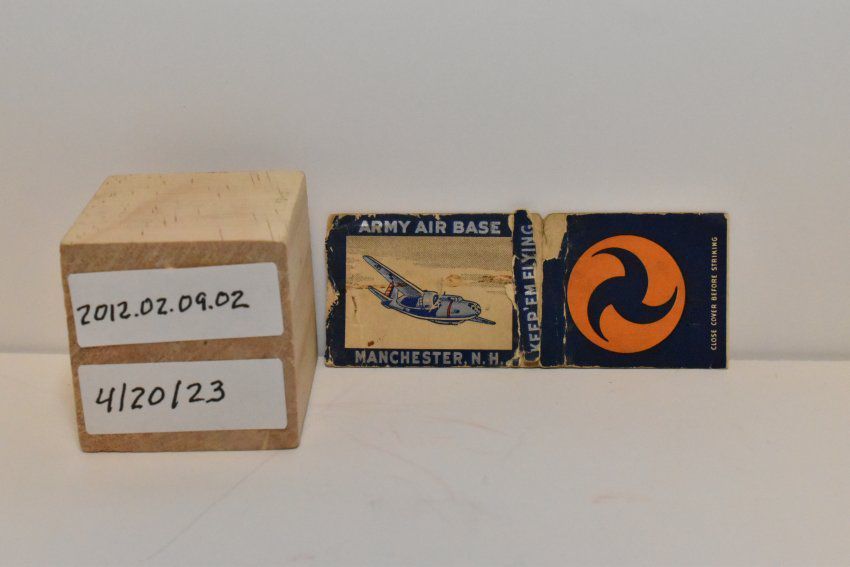 2012.02.09.02
4/20/23
ARMY AIR BASE
MANCHESTER, N.H.
KEEP 'EM FLYING
CLOSE COVER BEFORE STRIKING